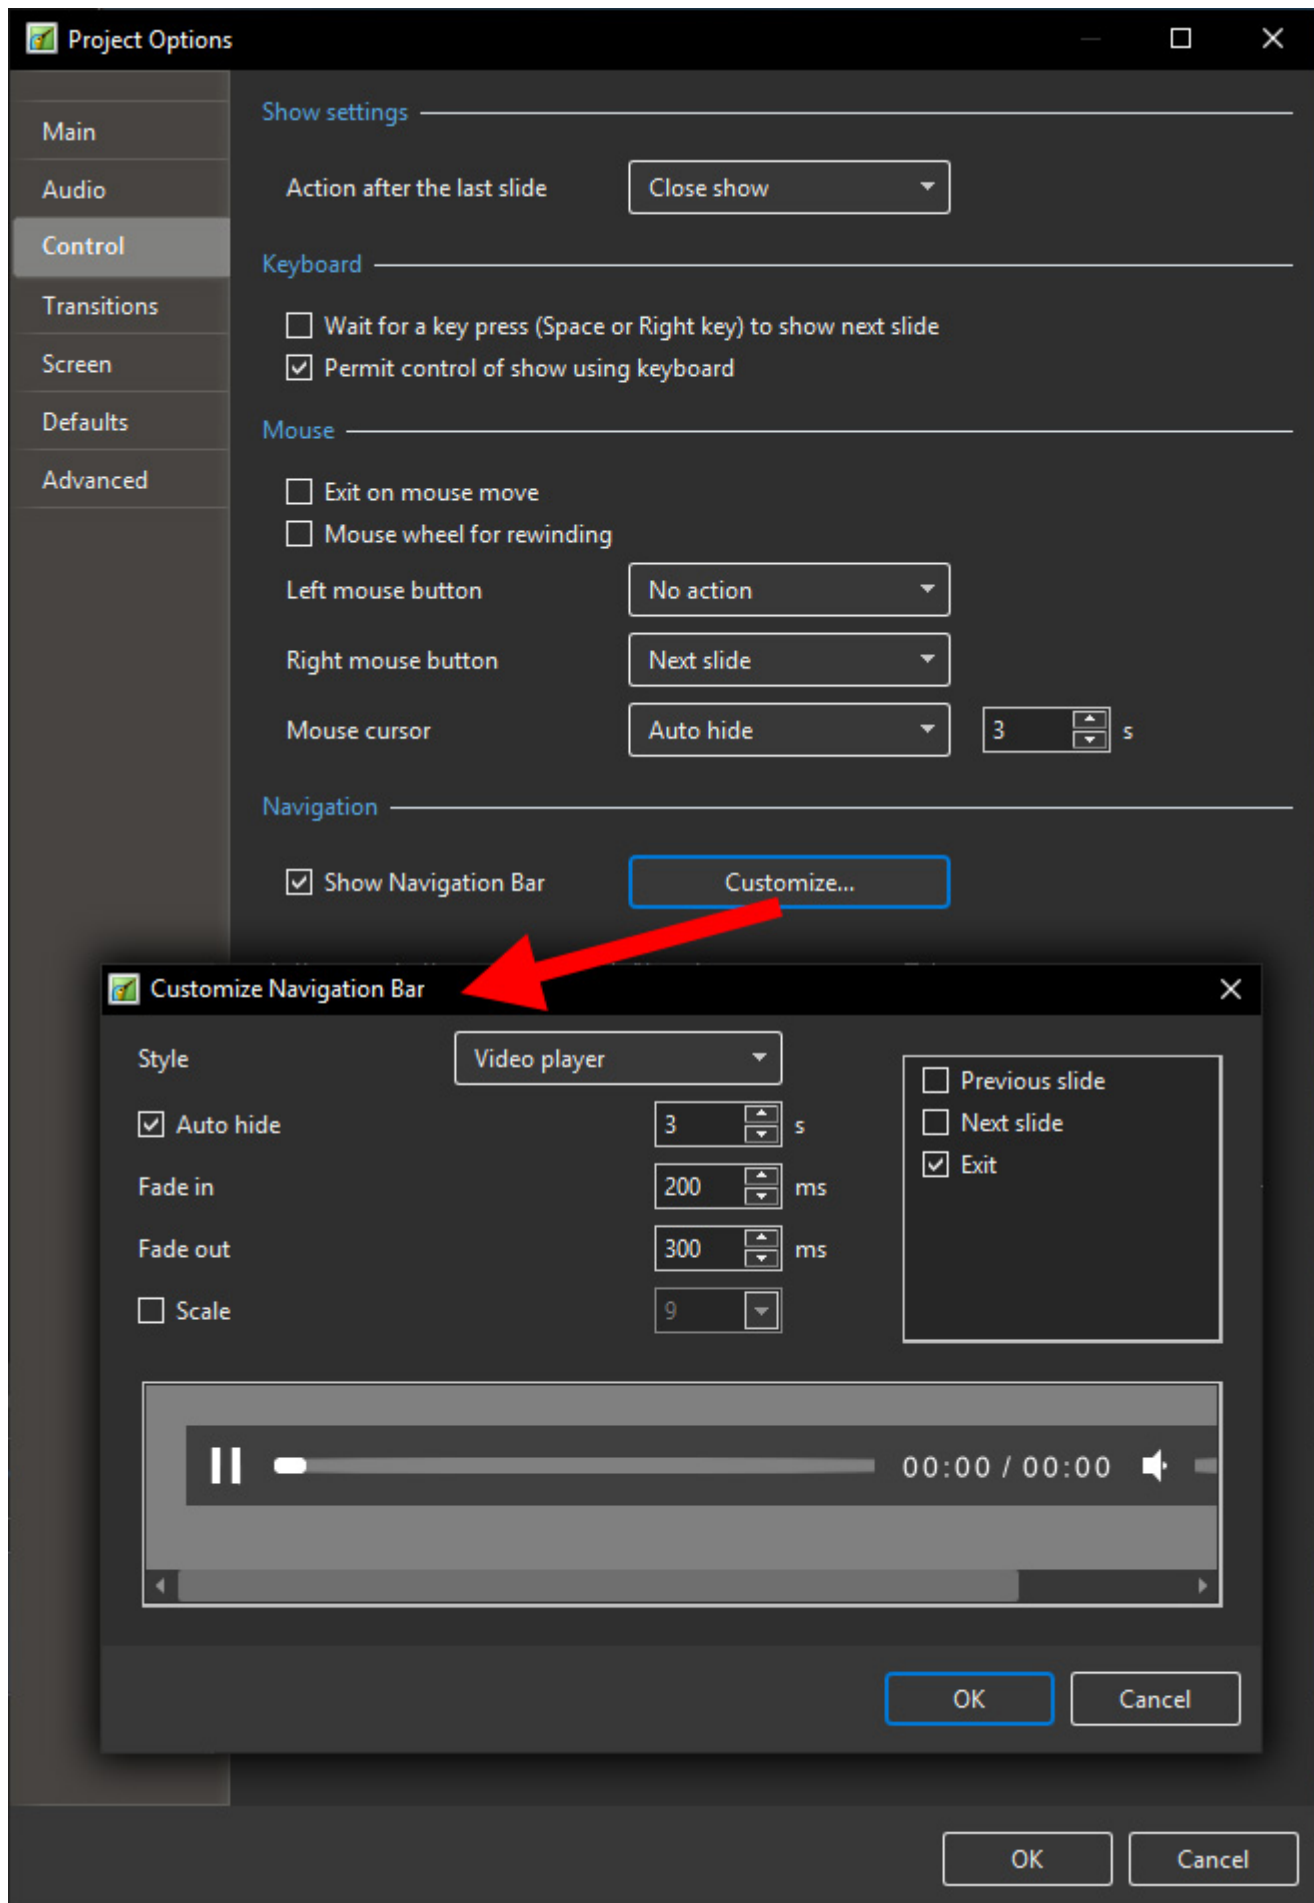 Project Options
Main
Audio
Control
Transitions
Screen
Defaults
Advanced
Show settings
Action after the last slide Close show
Keyboard
Wait for a key press (Space or Right key) to show next slide
Permit control of show using keyboard
Mouse
Exit on mouse move
Mouse wheel for rewinding
Left mouse button No action
Right mouse button Next slide
Mouse cursor Auto hide 3 s
Navigation
Show Navigation Bar Customize...
Customize Navigation Bar
Style Video player
Auto hide 3 s
Fade in 200 ms
Fade out 300 ms
Scale 9
Previous slide
Next slide
Exit
00:00 / 00:00
OK Cancel
OK Cancel